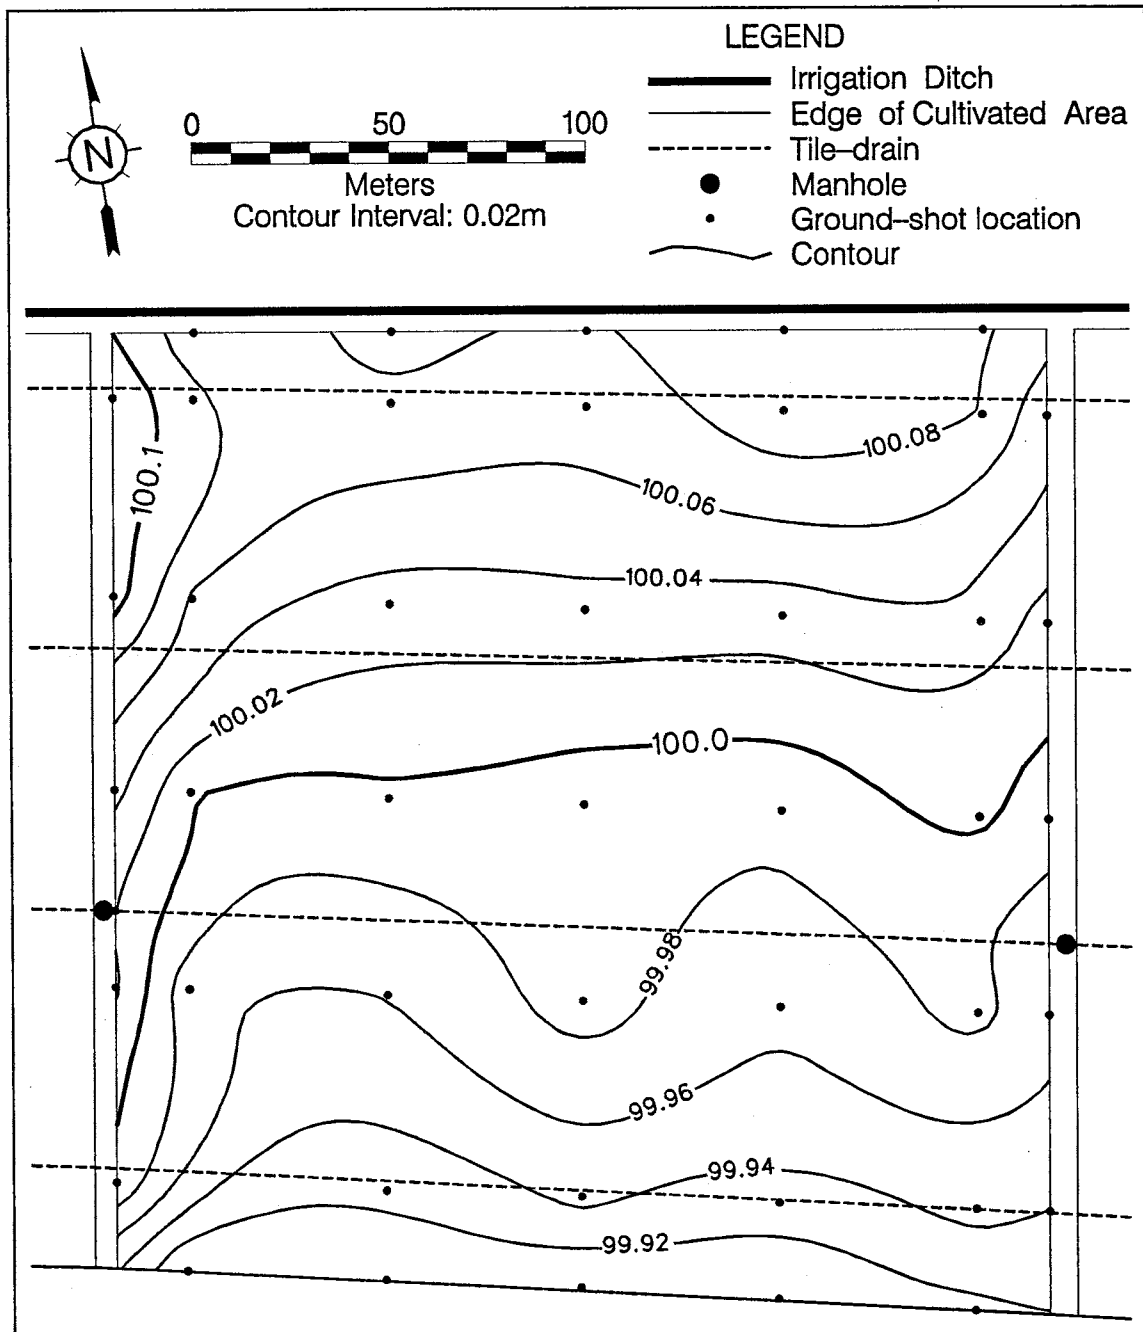 LEGEND
Irrigation Ditch
Edge of Cultivated Area
Tile–drain
Manhole
Ground–shot location
Contour
N
0 50 100
Meters
Contour Interval: 0.02m
100.1
100.08
100.06
100.04
100.02
100.0
99.98
99.96
99.94
99.92